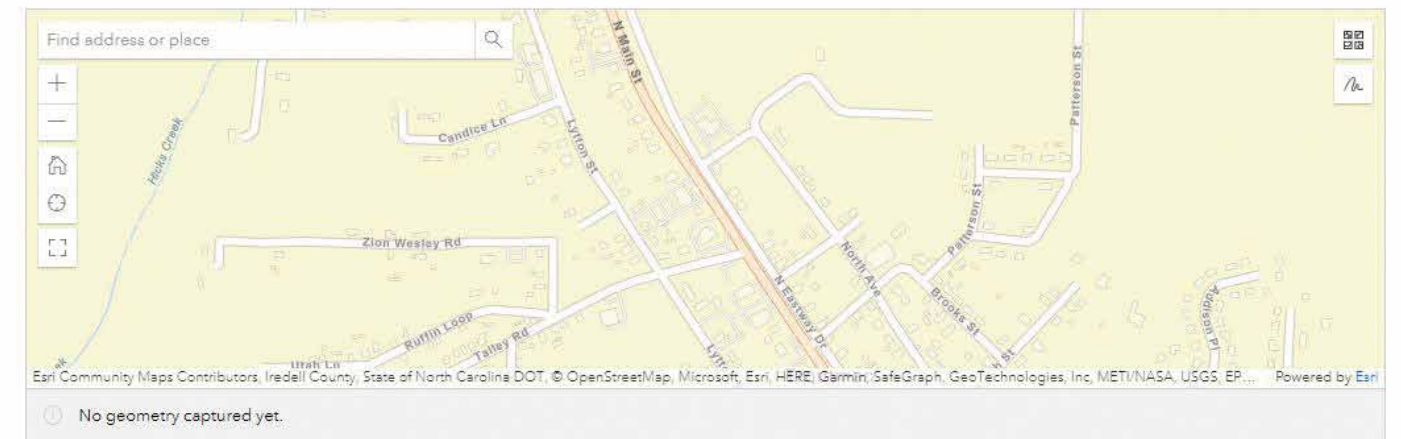 Find address or place
N Main St
Patterson St
Candice Ln
Lytton St
Hicks Creek
Patterson St
Zion Wesley Rd
North Ave
N Eastway Dr
Brooks St
Addison Pl
Ruffin Loop
Talley Rd
Utah Ln
Esri Community Maps Contributors, Iredell County, State of North Carolina DOT, © OpenStreetMap, Microsoft, Esri, HERE, Garmin, SafeGraph, GeoTechnologies, Inc, METI/NASA, USGS, EP... Powered by Esri
No geometry captured yet.